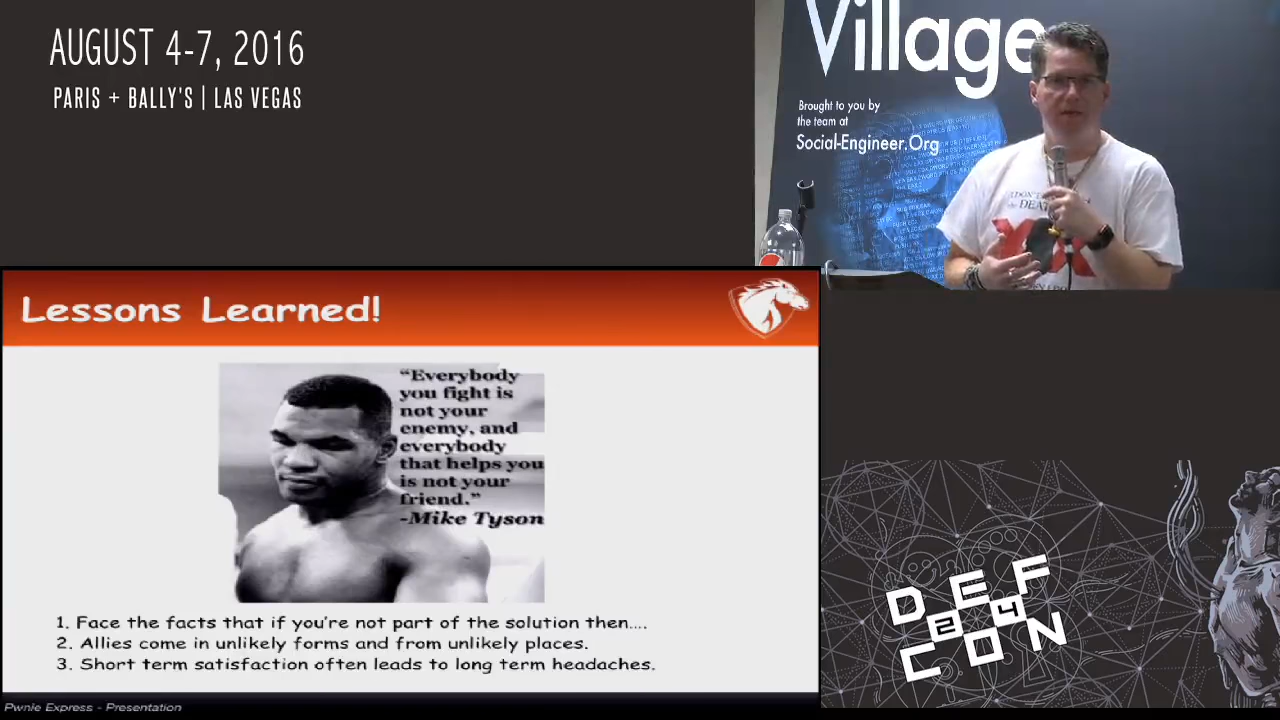 AUGUST 4-7, 2016
PARIS + BALLY'S | LAS VEGAS
Village
Brought to you by
the team at
Social-Engineer.Org
Lessons Learned!
“Everybody
you fight is
not your
enemy, and
everybody
that helps you
is not your
friend.”
-Mike Tyson
1. Face the facts that if you're not part of the solution then....
2. Allies come in unlikely forms and from unlikely places.
3. Short term satisfaction often leads to long term headaches.
Pwnie Express - Presentation
DEF
24
CON